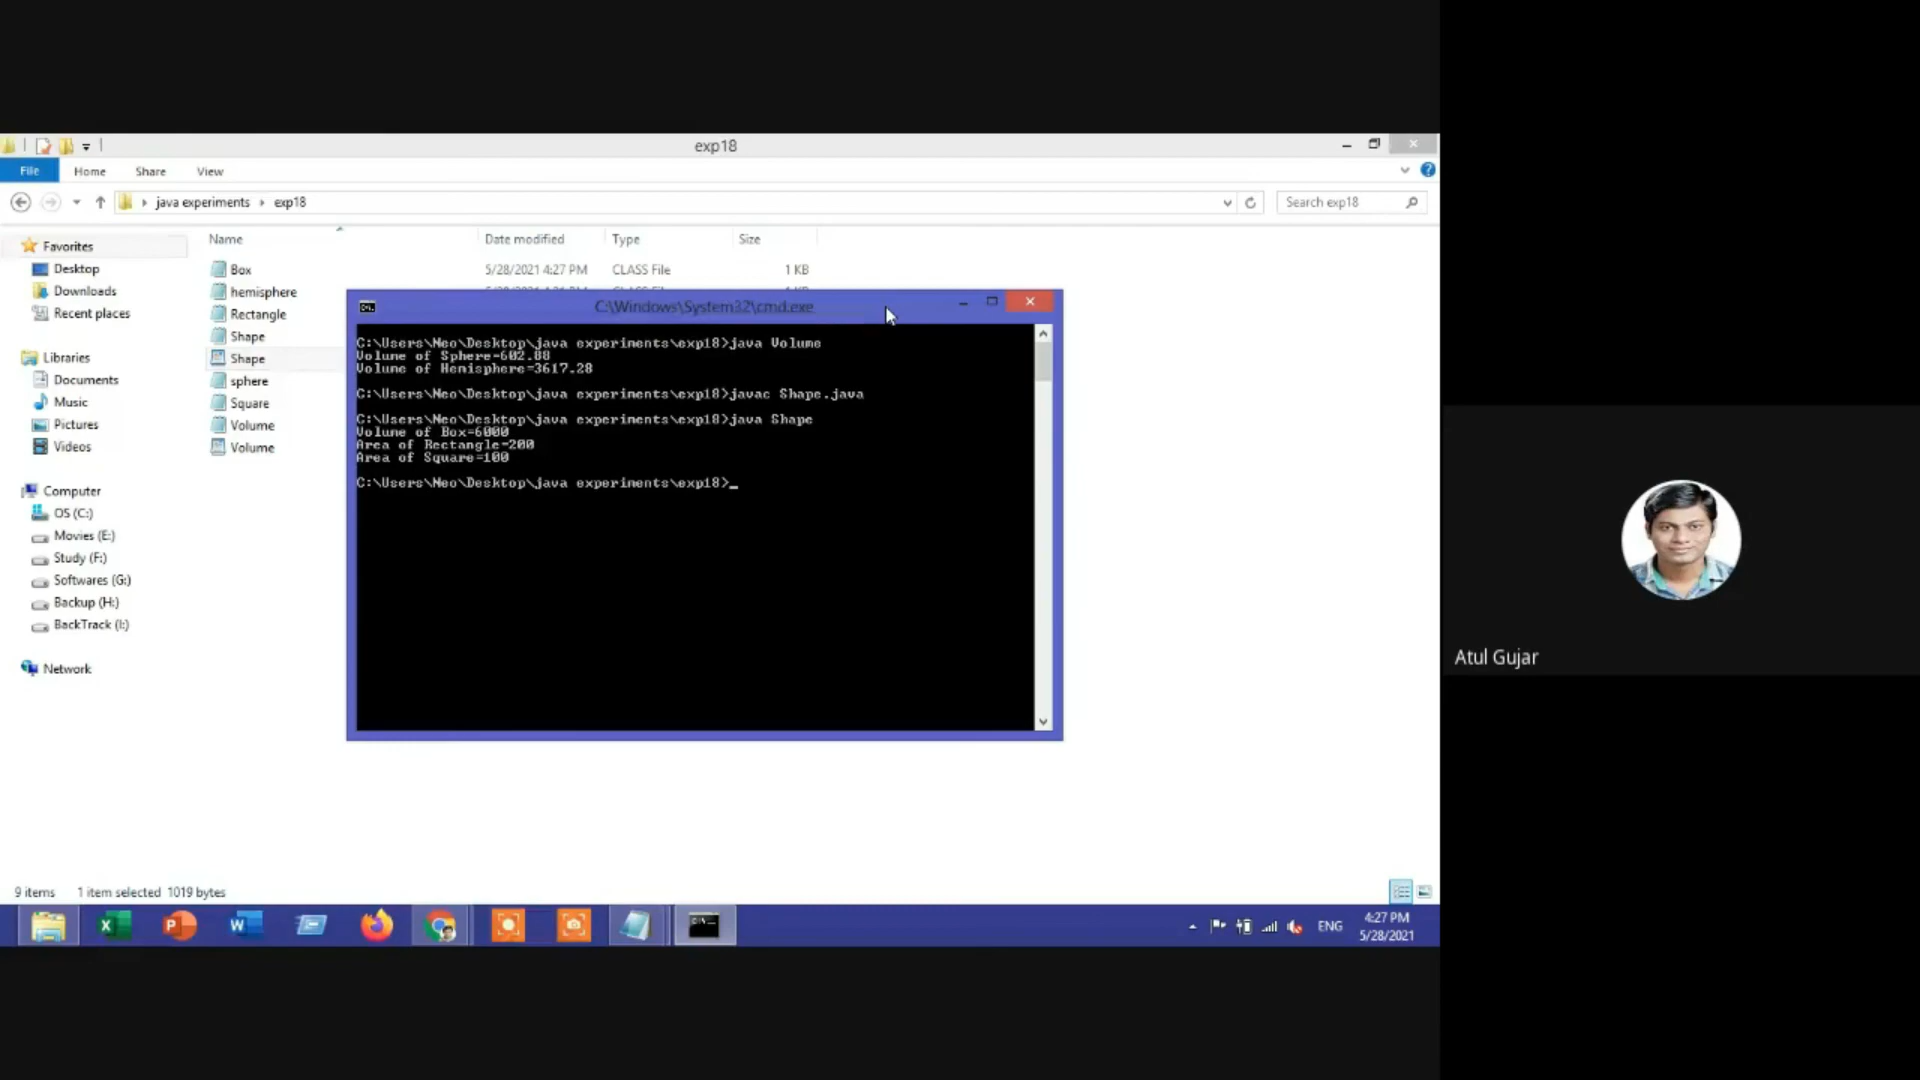 exp18
File Home Share View
java experiments exp18
Search exp18
Name Date modified Type Size
Favorites
Desktop
Downloads
Recent places
Libraries
Documents
Music
Pictures
Videos
Computer
OS (C:)
Movies (E:)
Study (F:)
Softwares (G:)
Backup (H:)
BackTrack (I:)
Network
Box 5/28/2021 4:27 PM CLASS File 1 KB
hemisphere
Rectangle
Shape
Shape
sphere
Square
Volume
Volume
C:\Windows\System32\cmd.exe
C:\Users\Neo\Desktop\java experiments\exp18>java Volume
Volume of Sphere=602.88
Volume of Hemisphere=3617.28
C:\Users\Neo\Desktop\java experiments\exp18>javac Shape.java
C:\Users\Neo\Desktop\java experiments\exp18>java Shape
Volume of Box=6000
Area of Rectangle=200
Area of Square=100
C:\Users\Neo\Desktop\java experiments\exp18>_
9 items 1 item selected 1019 bytes
ENG
4:27 PM
5/28/2021
Atul Gujar